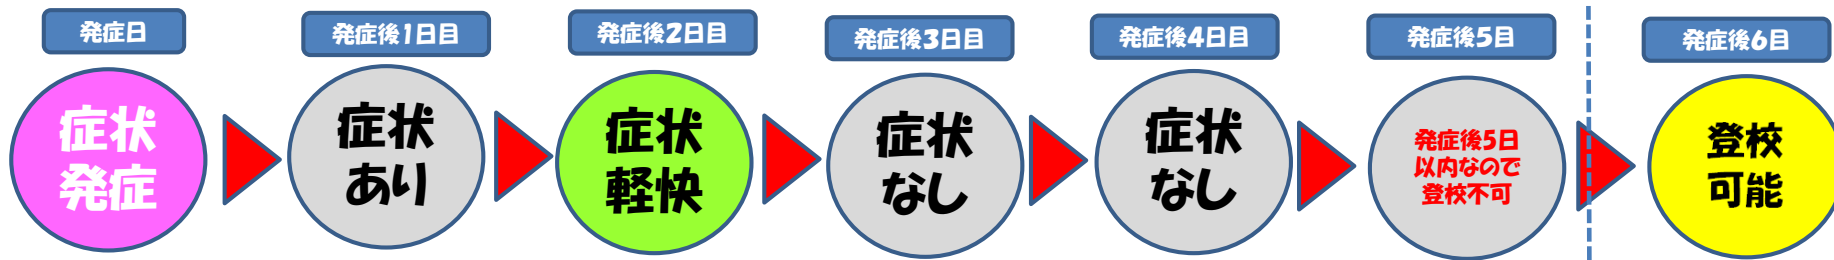 発症日
発症後1日目
発症後2日目
発症後3日目
発症後4日目
発症後5目
発症後6目
症状
発症
症状
あり
症状
軽快
症状
なし
症状
なし
発症後5日
以内なので
登校不可
登校
可能